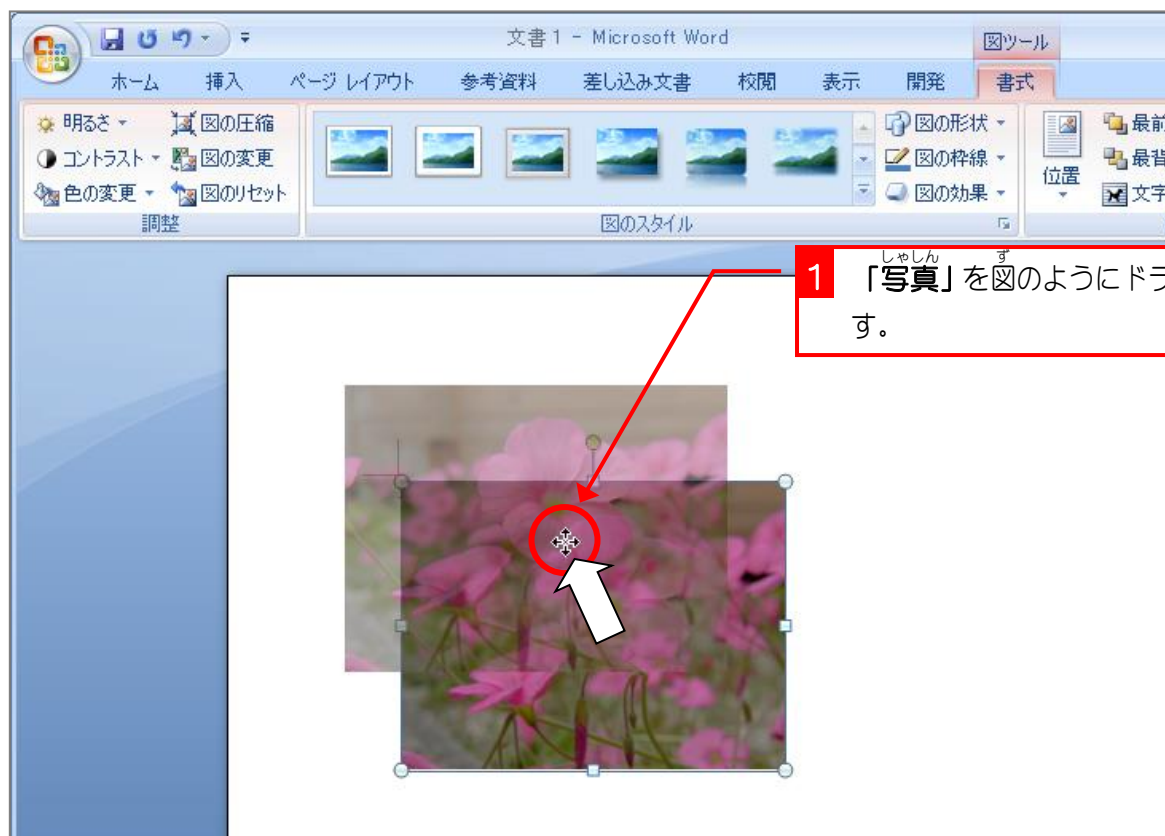 文書1 - Microsoft Word
図ツール
ホーム 挿入 ページ レイアウト 参考資料 差し込み文書 校閲 表示 開発 書式
明るさ 図の圧縮
コントラスト 図の変更
色の変更 図のリセット
調整
図のスタイル
図の形状
図の枠線
図の効果
位置
最前
最背
文字
しゃしん ず
1 「写真」を図のようにドラ
す。